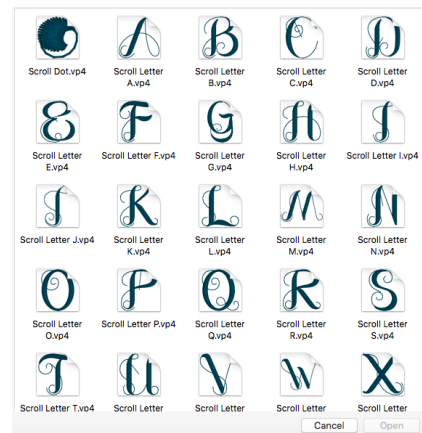 Scroll Dot.vp4
Scroll Letter
A.vp4
Scroll Letter
B.vp4
Scroll Letter
C.vp4
Scroll Letter
D.vp4
Scroll Letter
E.vp4
Scroll Letter F.vp4
Scroll Letter
G.vp4
Scroll Letter
H.vp4
Scroll Letter I.vp4
Scroll Letter J.vp4
Scroll Letter
K.vp4
Scroll Letter
L.vp4
Scroll Letter
M.vp4
Scroll Letter
N.vp4
Scroll Letter
O.vp4
Scroll Letter P.vp4
Scroll Letter
Q.vp4
Scroll Letter
R.vp4
Scroll Letter
S.vp4
Scroll Letter T.vp4
Scroll Letter
Scroll Letter
Scroll Letter
Scroll Letter
Cancel
Open